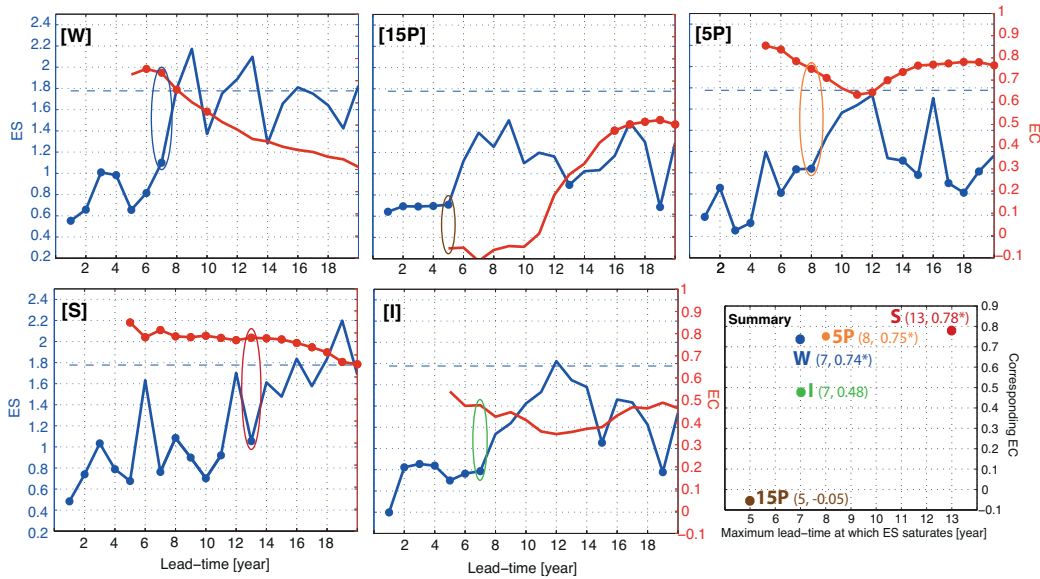 [W]
ES
2.4
2.2
2
1.8
1.6
1.4
1.2
1
0.8
0.6
0.4
0.2
2 4 6 8 10 12 14 16 18
[15P]
2 4 6 8 10 12 14 16 18 20
[5P]
1
0.9
0.8
0.7
0.6
0.5
0.4
0.3
0.2
0.1
0
−0.1
EC
2 4 6 8 10 12 14 16 18
[S]
ES
2.4
2.2
2
1.8
1.6
1.4
1.2
1
0.8
0.6
0.4
0.2
2 4 6 8 10 12 14 16 18
Lead−time [year]
[I]
1
0.9
0.8
0.7
0.6
0.5
0.4
0.3
0.2
0.1
0
−0.1
EC
2 4 6 8 10 12 14 16 18
Lead−time [year]
Summary
S (13, 0.78*)
5P (8, 0.75*)
W (7, 0.74*)
I (7, 0.48)
15P (5, -0.05)
0.9
0.8
0.7
0.6
0.5
0.4
0.3
0.2
0.1
0
−0.1
Corresponding EC
5 6 7 8 9 10 11 12 13
Maximum lead−time at which ES saturates [year]